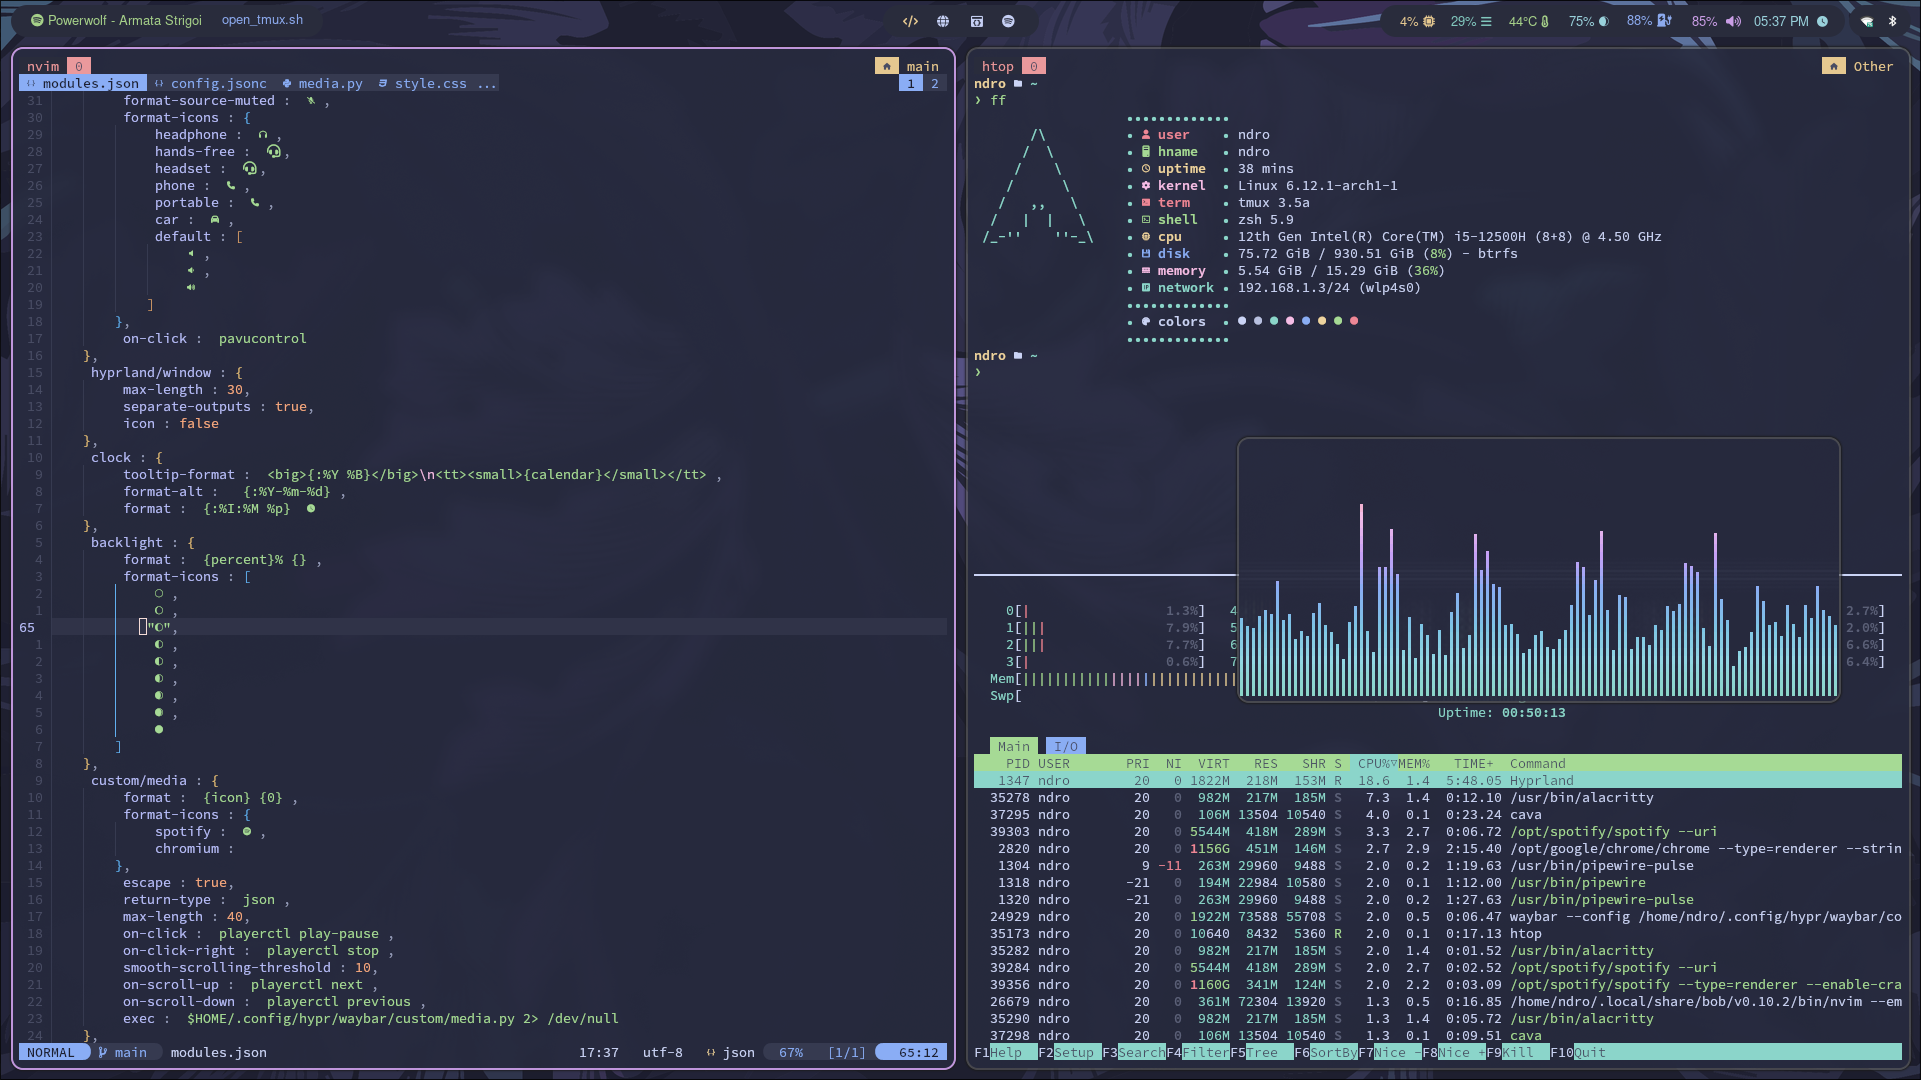 Powerwolf - Armata Strigoi
open_tmux.sh
4%
29%
44°C
75%
88%
85%
05:37 PM
nvim 0
main
modules.json
config.jsonc
media.py
style.css ...
1 2
31 format-source-muted : ,
30 format-icons : {
29 headphone : ,
28 hands-free : ,
27 headset : ,
26 phone : ,
25 portable : ,
24 car : ,
23 default : [
22 ,
21 ,
20
19 ]
18 },
17 on-click : pavucontrol
16 },
15 hyprland/window : {
14 max-length : 30,
13 separate-outputs : true,
12 icon : false
11 },
10 clock : {
9 tooltip-format : <big>{:%Y %B}</big>\n<tt><small>{calendar}</small></tt> ,
8 format-alt : {:%Y-%m-%d} ,
7 format : {:%I:%M %p}
6 },
5 backlight : {
4 format : {percent}% {} ,
3 format-icons : [
2 ,
1 ,
65 "",
1 ,
2 ,
3 ,
4 ,
5 ,
6
7 ]
8 },
9 custom/media : {
10 format : {icon} {0} ,
11 format-icons : {
12 spotify : ,
13 chromium :
14 },
15 escape : true,
16 return-type : json ,
17 max-length : 40,
18 on-click : playerctl play-pause ,
19 on-click-right : playerctl stop ,
20 smooth-scrolling-threshold : 10,
21 on-scroll-up : playerctl next ,
22 on-scroll-down : playerctl previous ,
23 exec : $HOME/.config/hypr/waybar/custom/media.py 2> /dev/null
24 },
NORMAL main modules.json 17:37 utf-8 json 67% [1/1] 65:12
htop 0
Other
ndro ~
❯ ff
/\
/ \
/ \
/ \
/ ,, \
/ | | \
/_-'' ''-_\
user • ndro
hname • ndro
uptime • 38 mins
kernel • Linux 6.12.1-arch1-1
term • tmux 3.5a
shell • zsh 5.9
cpu • 12th Gen Intel(R) Core(TM) i5-12500H (8+8) @ 4.50 GHz
disk • 75.72 GiB / 930.51 GiB (8%) - btrfs
memory • 5.54 GiB / 15.29 GiB (36%)
network • 192.168.1.3/24 (wlp4s0)
colors •
ndro ~
❯
0[| 1.3%] 4 2.7%]
1[||| 7.9%] 5 2.0%]
2[||| 7.7%] 6 6.6%]
3[| 0.6%] 7 6.4%]
Mem[|||||||||||||||||||||||||||
Swp[
Uptime: 00:50:13
Main I/O
PID USER PRI NI VIRT RES SHR S CPU%▽MEM% TIME+ Command
1347 ndro 20 0 1822M 218M 153M R 18.6 1.4 5:48.05 Hyprland
35278 ndro 20 0 982M 217M 185M S 7.3 1.4 0:12.10 /usr/bin/alacritty
37295 ndro 20 0 106M 13504 10540 S 4.0 0.1 0:23.24 cava
39303 ndro 20 0 5544M 418M 289M S 3.3 2.7 0:06.72 /opt/spotify/spotify --uri
2820 ndro 20 0 1156G 451M 146M S 2.7 2.9 2:15.40 /opt/google/chrome/chrome --type=renderer --strin
1304 ndro 9 -11 263M 29960 9488 S 2.0 0.2 1:19.63 /usr/bin/pipewire-pulse
1318 ndro -21 0 194M 22984 10580 S 2.0 0.1 1:12.00 /usr/bin/pipewire
1320 ndro -21 0 263M 29960 9488 S 2.0 0.2 1:27.63 /usr/bin/pipewire-pulse
24929 ndro 20 0 1922M 73588 55708 S 2.0 0.5 0:06.47 waybar --config /home/ndro/.config/hypr/waybar/co
35173 ndro 20 0 10640 8432 5360 R 2.0 0.1 0:17.13 htop
35282 ndro 20 0 982M 217M 185M S 2.0 1.4 0:01.52 /usr/bin/alacritty
39284 ndro 20 0 5544M 418M 289M S 2.0 2.7 0:02.52 /opt/spotify/spotify --uri
39356 ndro 20 0 1160G 341M 124M S 2.0 2.2 0:03.09 /opt/spotify/spotify --type=renderer --enable-cra
26679 ndro 20 0 361M 72304 13920 S 1.3 0.5 0:16.85 /home/ndro/.local/share/bob/v0.10.2/bin/nvim --em
35290 ndro 20 0 982M 217M 185M S 1.3 1.4 0:05.72 /usr/bin/alacritty
37298 ndro 20 0 106M 13504 10540 S 1.3 0.1 0:09.51 cava
F1Help F2Setup F3SearchF4FilterF5Tree F6SortByF7Nice -F8Nice +F9Kill F10Quit